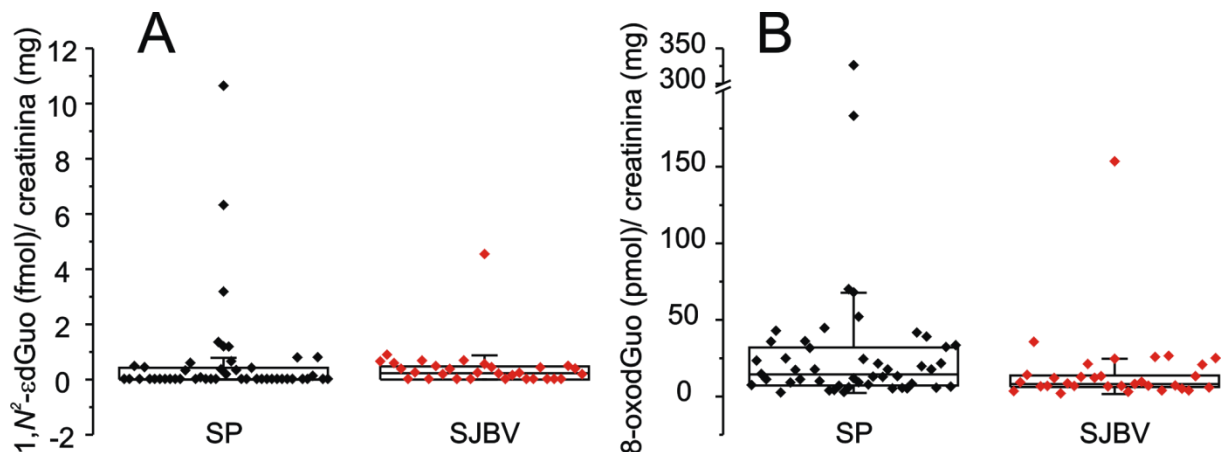 A
1,N²-εdGuo (fmol)/ creatinina (mg)
12
10
8
6
4
2
0
-2
SP
SJBV
B
8-oxodGuo (pmol)/ creatinina (mg)
350
300
150
100
50
0
SP
SJBV